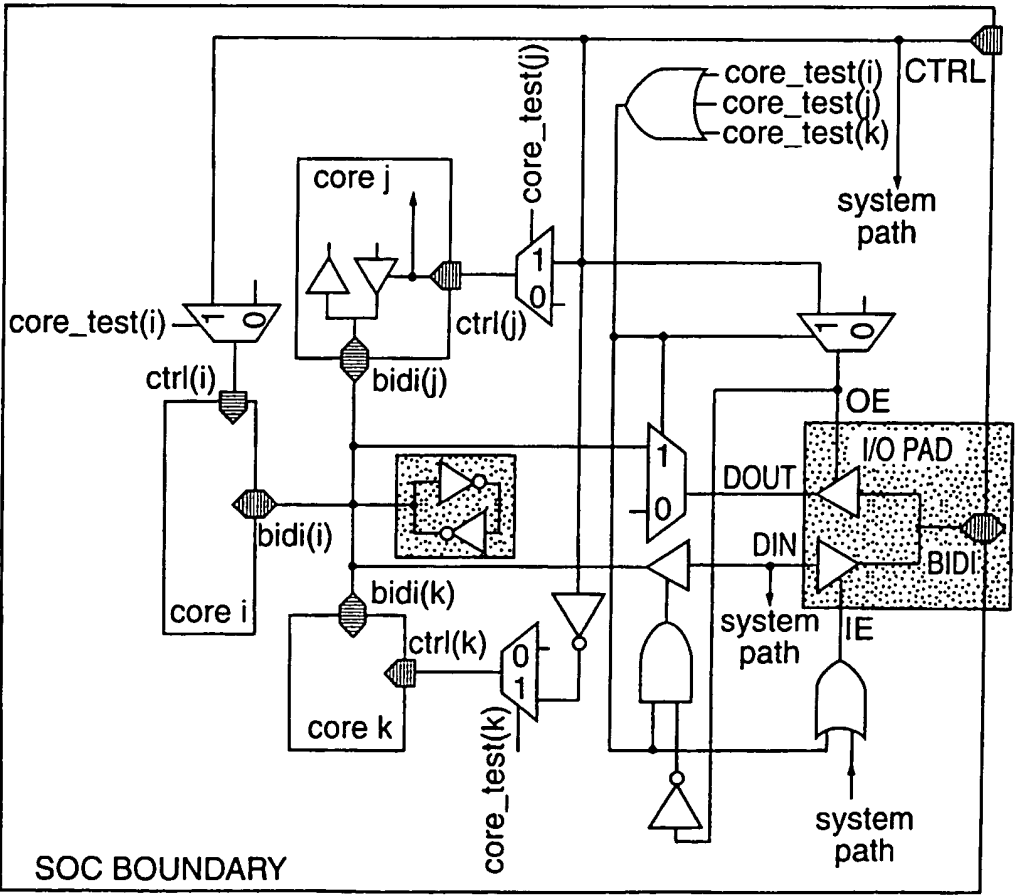 core_test(j)
core_test(i)
core_test(j)
core_test(k)
CTRL
system
path
core j
1
0
ctrl(j)
core_test(i)
1
0
1
0
ctrl(i)
bidi(j)
OE
I/O PAD
1
0
DOUT
bidi(i)
DIN
BIDI
core i
bidi(k)
system
path
IE
ctrl(k)
0
1
core k
core_test(k)
system
path
SOC BOUNDARY